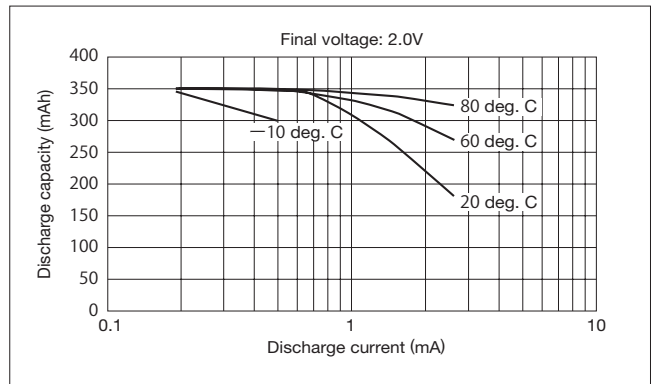 Final voltage: 2.0V
Discharge capacity (mAh)
400
350
300
250
200
150
100
50
0
80 deg. C
—10 deg. C
60 deg. C
20 deg. C
0.1
1
10
Discharge current (mA)